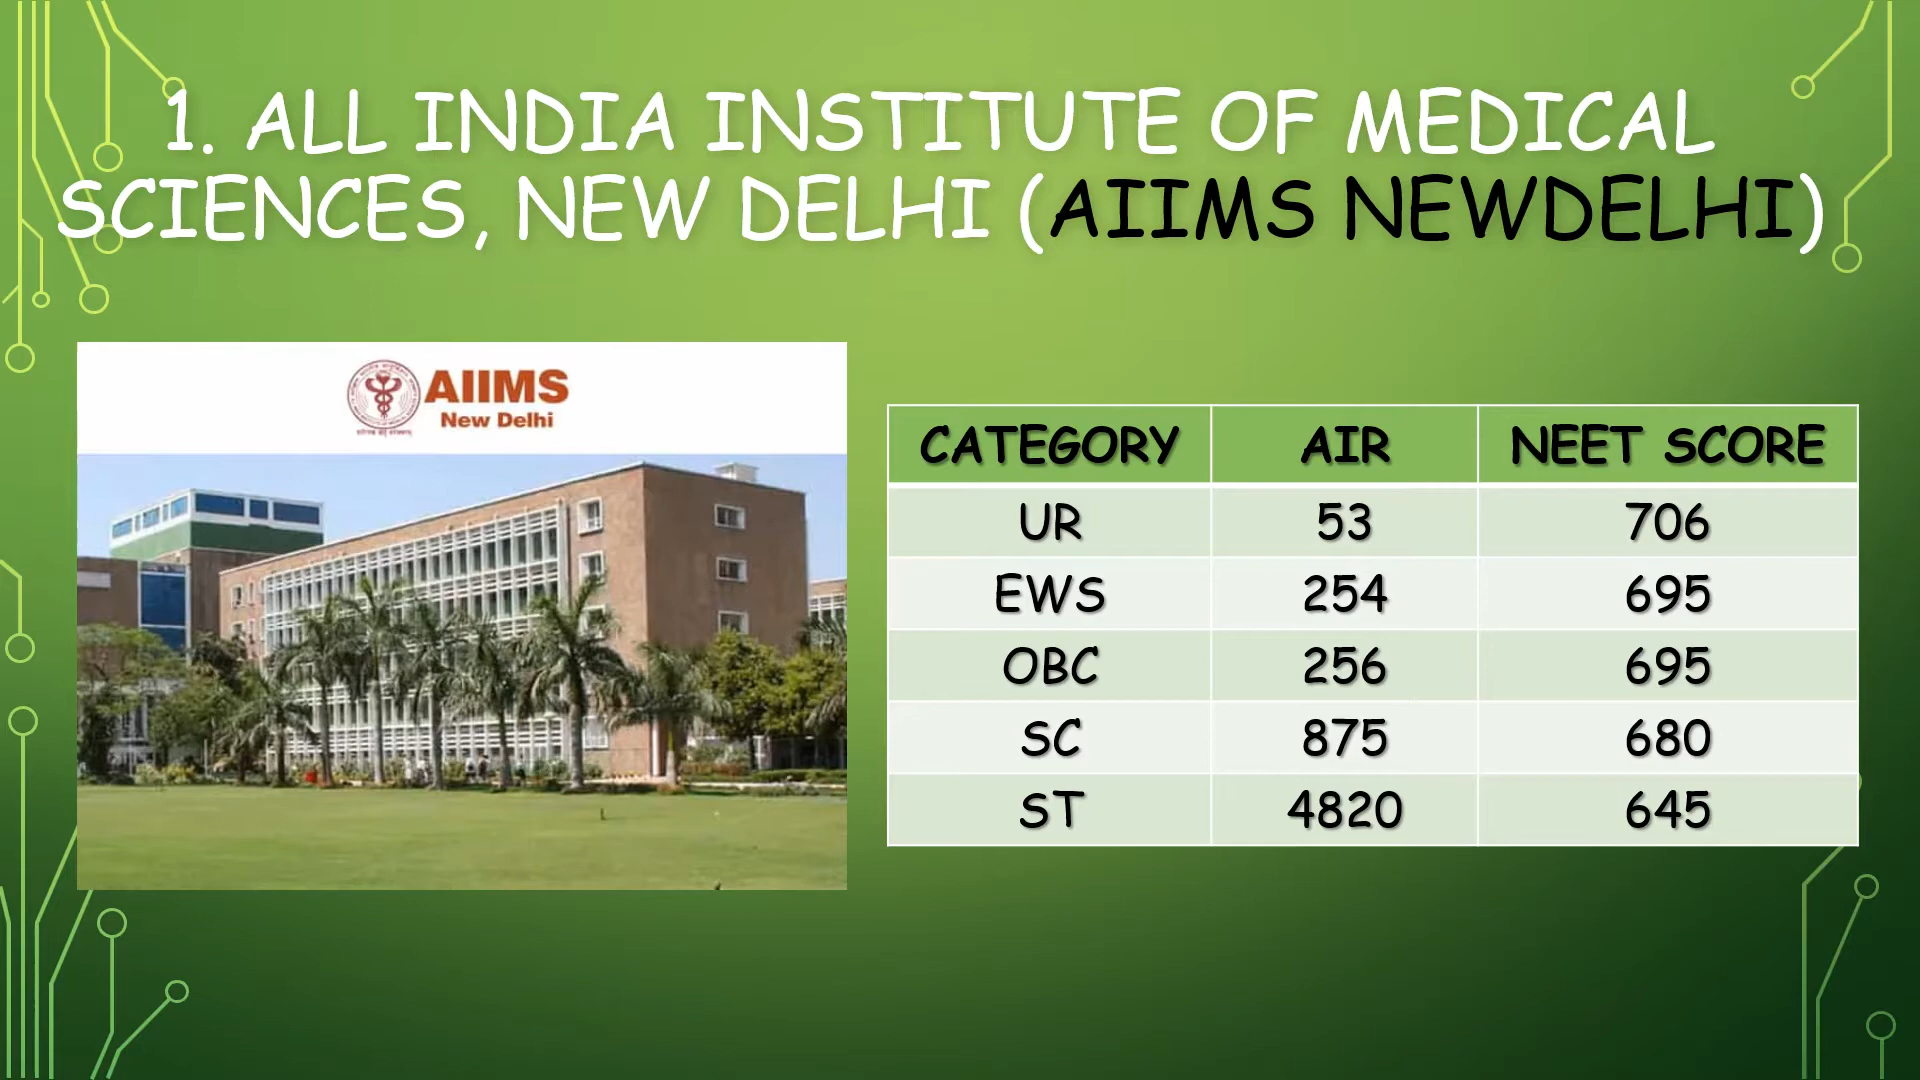 1. ALL INDIA INSTITUTE OF MEDICAL
SCIENCES, NEW DELHI (AIIMS NEWDELHI)
AIIMS
New Delhi
CATEGORY AIR NEET SCORE
UR 53 706
EWS 254 695
OBC 256 695
SC 875 680
ST 4820 645